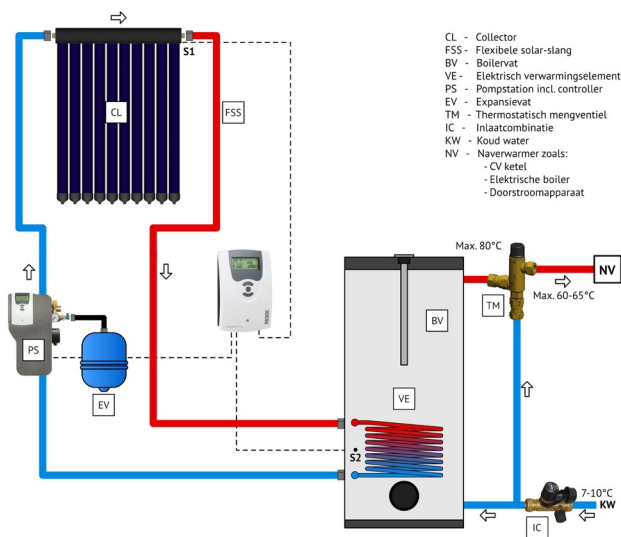 S1
CL
FSS
CL - Collector
FSS - Flexibele solar-slang
BV - Boilervat
VE - Elektrisch verwarmingselement
PS - Pompstation incl. controller
EV - Expansievat
TM - Thermostatisch mengventiel
IC - Inlaatcombinatie
KW - Koud water
NV - Naverwarmer zoals:
- CV ketel
- Elektrische boiler
- Doorstroomapparaat
Max. 80°C
NV
Max. 60-65°C
TM
BV
RESOL
PS
EV
VE
S2
7-10°C
KW
IC